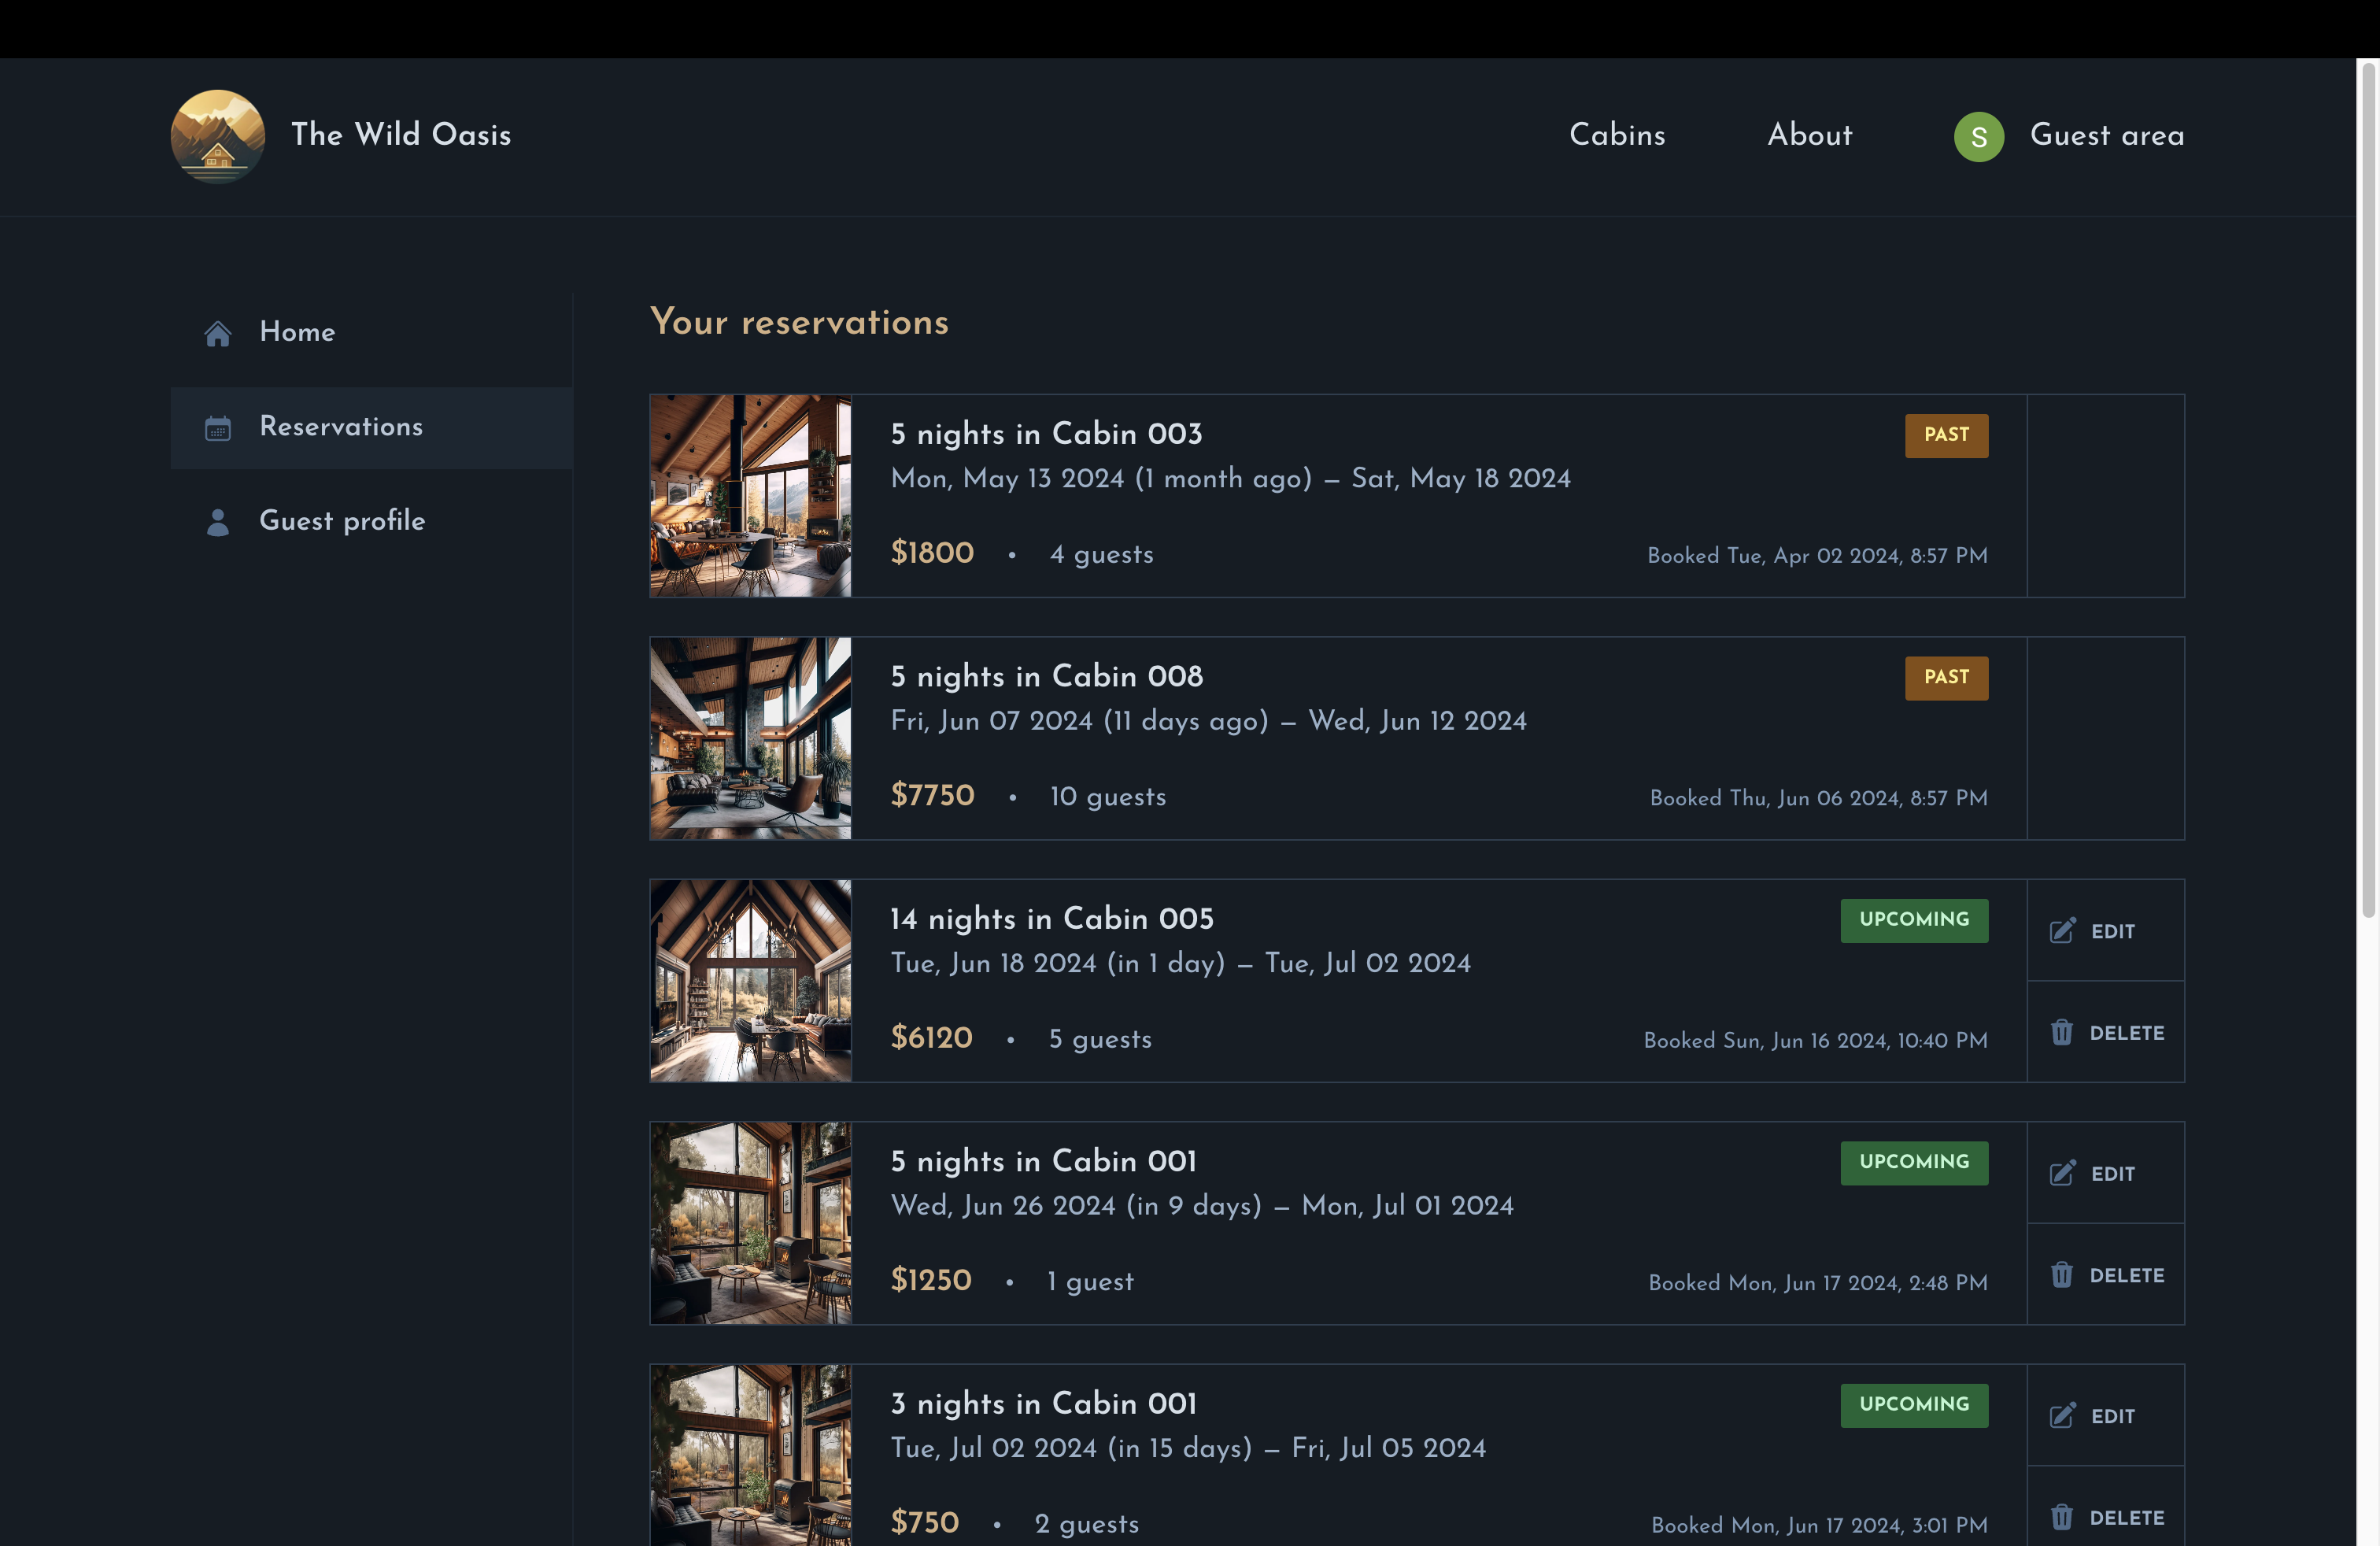 The Wild Oasis
Cabins
About
S
Guest area
Home
Reservations
Guest profile
Your reservations
5 nights in Cabin 003
PAST
Mon, May 13 2024 (1 month ago) — Sat, May 18 2024
$1800 • 4 guests
Booked Tue, Apr 02 2024, 8:57 PM
5 nights in Cabin 008
PAST
Fri, Jun 07 2024 (11 days ago) — Wed, Jun 12 2024
$7750 • 10 guests
Booked Thu, Jun 06 2024, 8:57 PM
14 nights in Cabin 005
UPCOMING
EDIT
Tue, Jun 18 2024 (in 1 day) — Tue, Jul 02 2024
$6120 • 5 guests
Booked Sun, Jun 16 2024, 10:40 PM
DELETE
5 nights in Cabin 001
UPCOMING
EDIT
Wed, Jun 26 2024 (in 9 days) — Mon, Jul 01 2024
$1250 • 1 guest
Booked Mon, Jun 17 2024, 2:48 PM
DELETE
3 nights in Cabin 001
UPCOMING
EDIT
Tue, Jul 02 2024 (in 15 days) — Fri, Jul 05 2024
$750 • 2 guests
Booked Mon, Jun 17 2024, 3:01 PM
DELETE